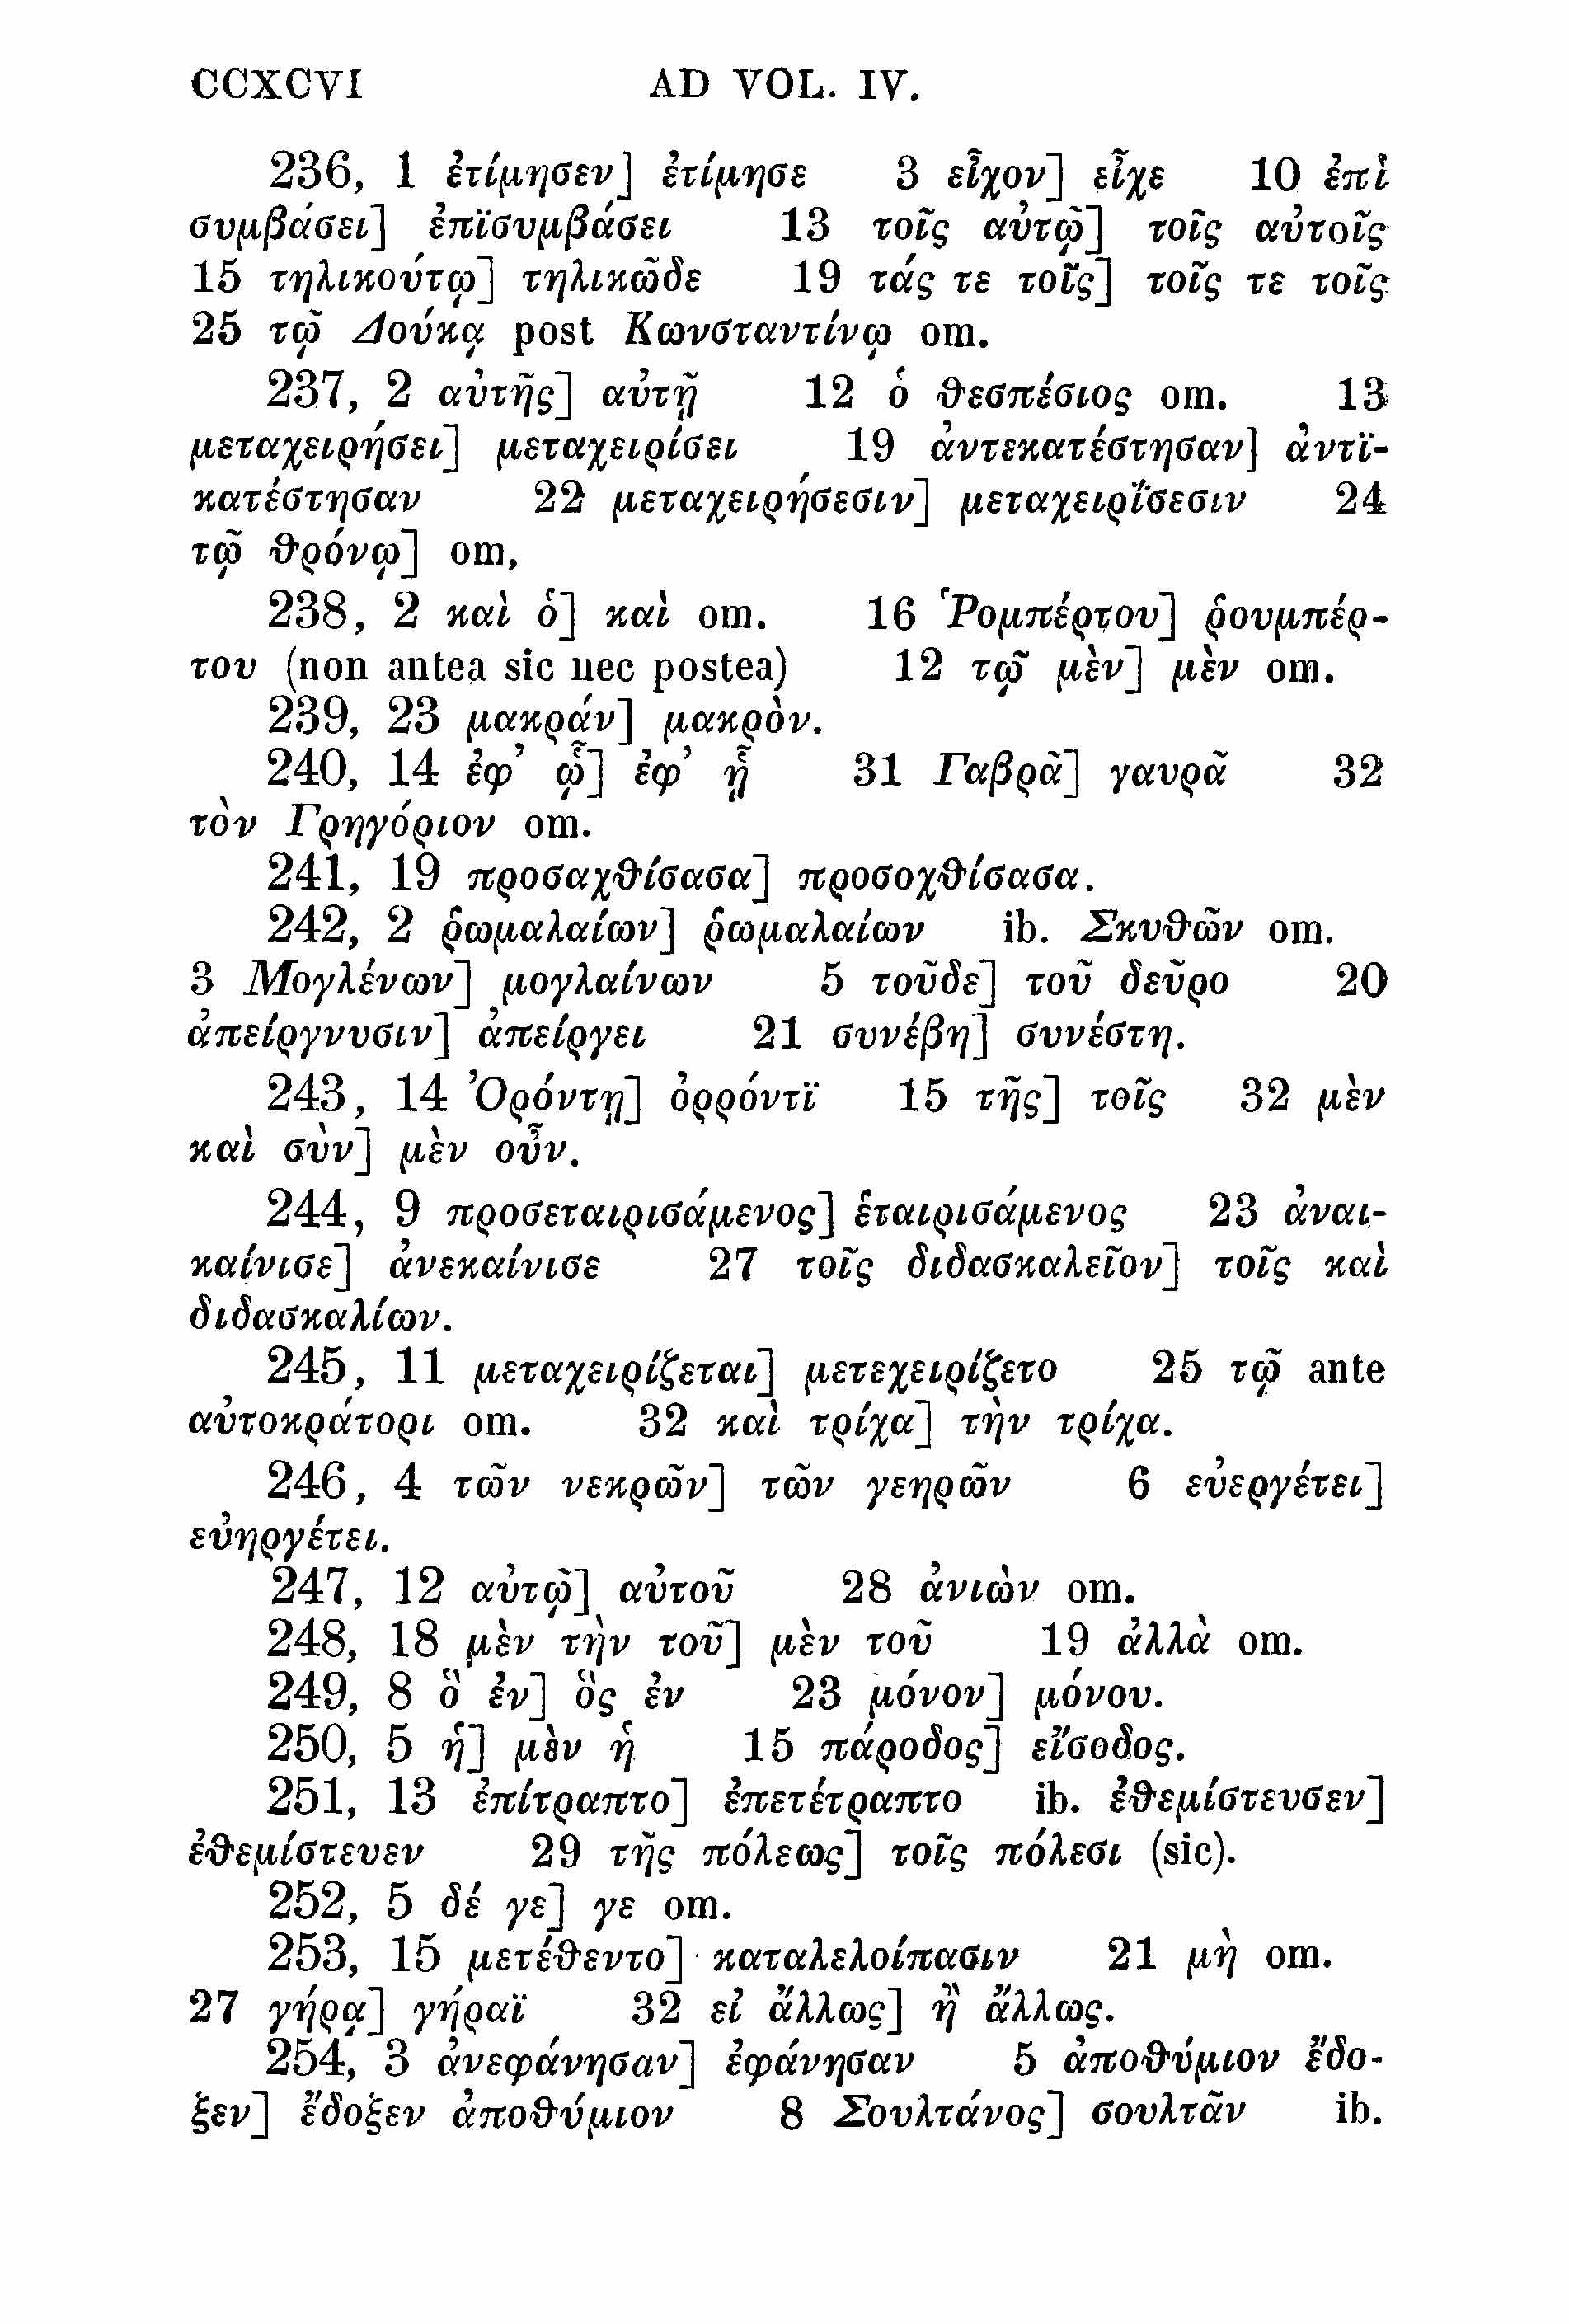 CCXCVI AD VOL. IV.
236, 1 ἐτίμησεν] ἐτίμησε 3 εἶχον] εἶχε 10 ἐπὶ
συμβάσει] ἐπϊσυμβάσει 13 τοῖς αὐτῷ] τοῖς αὐτοῖς
15 τηλικούτῳ] τηλικῶδε 19 τάς τε τοῖς] τοῖς τε τοῖς
25 τῷ Δούκᾳ post Κωνσταντίνῳ om.
237, 2 αὐτῆς] αὐτῇ 12 ὁ θεσπέσιος om. 13
μεταχειρήσει] μεταχειρίσει 19 ἀντεκατέστησαν] ἀντϊ-
κατέστησαν 22 μεταχειρήσεσιν] μεταχειρΐσεσιν 24
τῷ θρόνῳ] om,
238, 2 καὶ ὁ] καὶ om. 16 Ῥομπέρτου] ῥουμπέρ-
του (non antea sic nec postea) 12 τῷ μὲν] μὲν om.
239, 23 μακράν] μακρὸν.
240, 14 ἐφ’ ᾧ] ἐφ’ ᾗ 31 Γαβρᾶ] γαυρᾶ 32
τὸν Γρηγόριον om.
241, 19 προσαχθίσασα] προσοχθίσασα.
242, 2 ῥωμαλαίων] ῥωμαλαίων ib. Σκυθῶν om.
3 Μογλένων] μογλαίνων 5 τοῦδε] τοῦ δεῦρο 20
ἀπείργνυσιν] ἀπείργει 21 συνέβη] συνέστη.
243, 14 Ὀρόντῃ] ὀρρόντϊ 15 τῆς] τοῖς 32 μὲν
καὶ σὺν] μὲν οὖν.
244, 9 προσεταιρισάμενος] ἑταιρισάμενος 23 ἀναι-
καίνισε] ἀνεκαίνισε 27 τοῖς διδασκαλεῖον] τοῖς καὶ
διδασκαλίων.
245, 11 μεταχειρίζεται] μετεχειρίζετο 25 τῷ ante
αὐτοκράτορι om. 32 καὶ τρίχα] τὴν τρίχα.
246, 4 τῶν νεκρῶν] τῶν γεηρῶν 6 εὐεργέτει]
εὐηργέτει.
247, 12 αὐτῷ] αὐτοῦ 28 ἀνιὼν om.
248, 18 μὲν τὴν τοῦ] μὲν τοῦ 19 ἀλλὰ om.
249, 8 ὃ ἐν] ὃς ἐν 23 μόνον] μόνου.
250, 5 ἡ] μὲν ἡ 15 πάροδος] εἴσοδος.
251, 13 ἐπίτραπτο] ἐπετέτραπτο ib. ἐθεμίστευσεν]
ἐθεμίστευεν 29 τῆς πόλεως] τοῖς πόλεσι (sic).
252, 5 δέ γε] γε om.
253, 15 μετέθεντο] καταλελοίπασιν 21 μὴ om.
27 γήρᾳ] γήραϊ 32 εἰ ἄλλως] ἢ ἄλλως.
254, 3 ἀνεφάνησαν] ἐφάνησαν 5 ἀποθύμιον ἔδο-
ξεν] ἔδοξεν ἀποθύμιον 8 Σουλτάνος] σουλτᾶν ib.